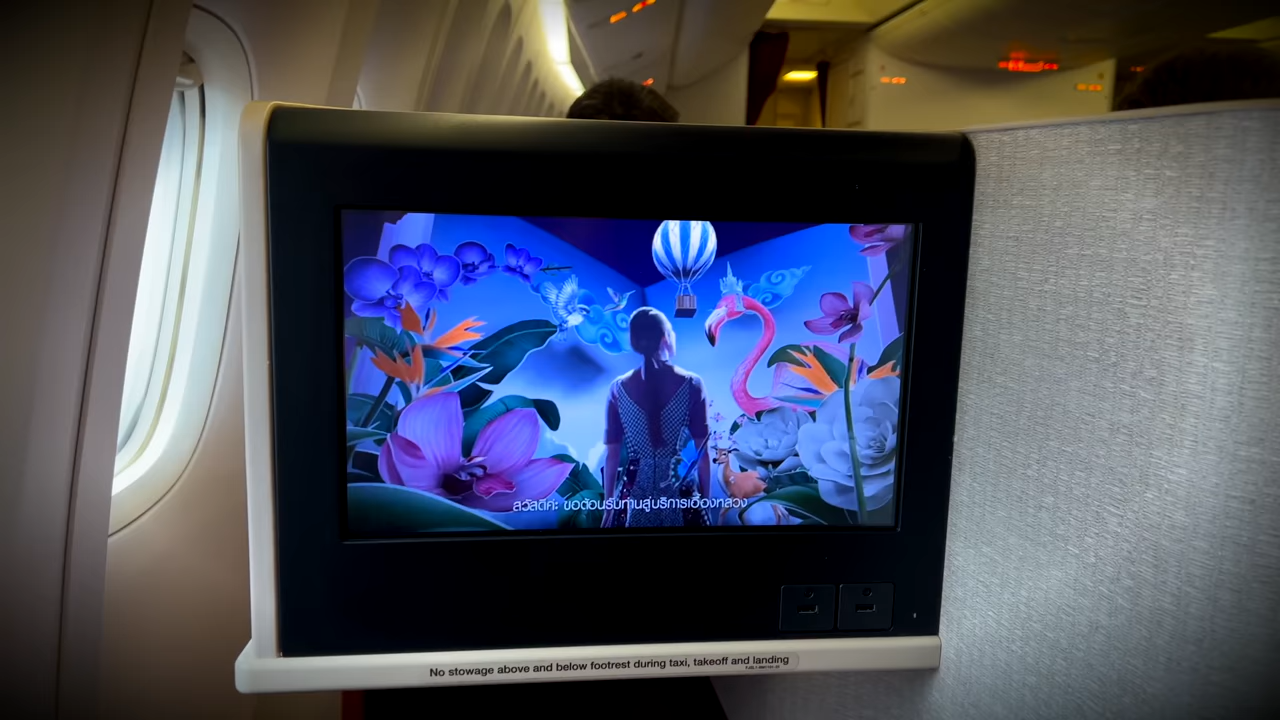 สวัสดีค่ะ ขอต้อนรับท่านสู่บริการเอื้องหลวง
No stowage above and below footrest during taxi, takeoff and landing